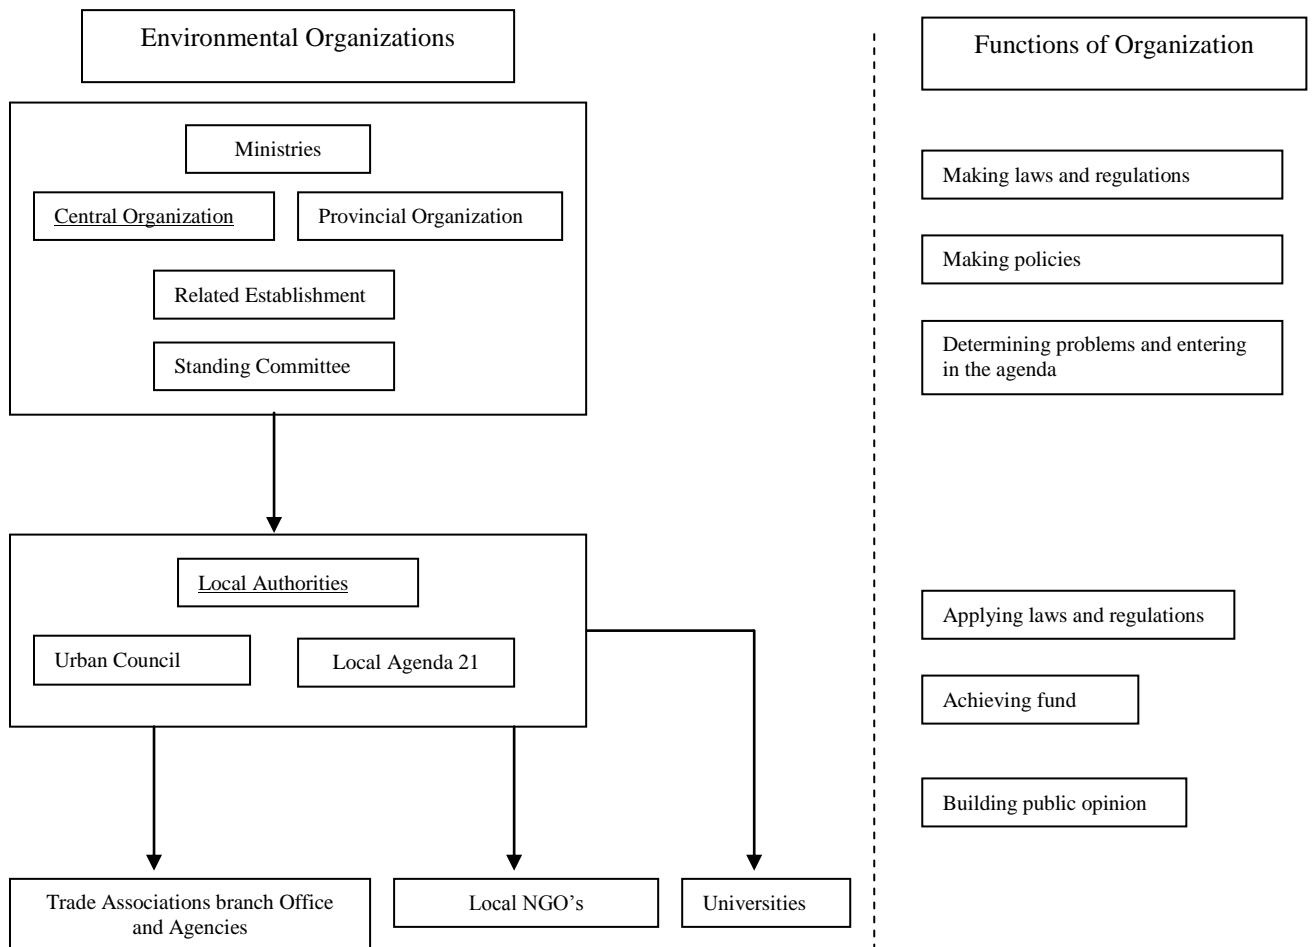 Environmental Organizations
Ministries
Central Organization
Provincial Organization
Related Establishment
Standing Committee
Local Authorities
Urban Council
Local Agenda 21
Trade Associations branch Office
and Agencies
Local NGO's
Universities
Functions of Organization
Making laws and regulations
Making policies
Determining problems and entering
in the agenda
Applying laws and regulations
Achieving fund
Building public opinion